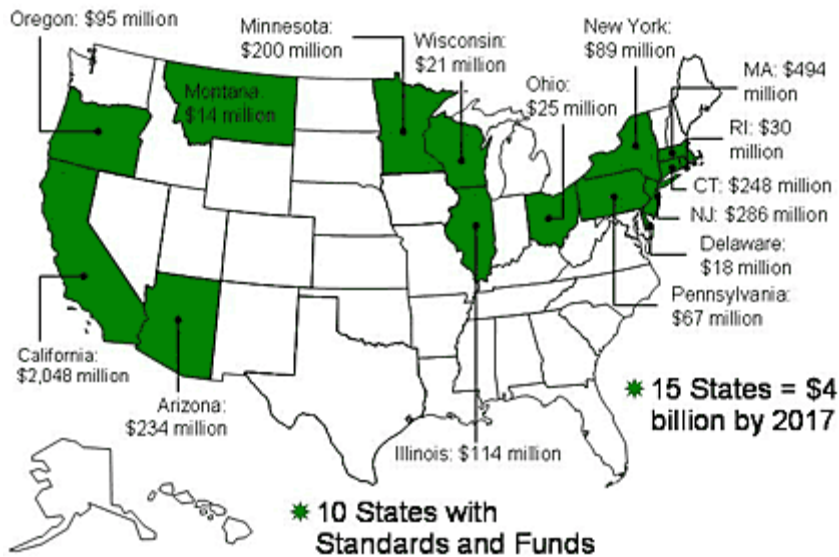 Oregon: $95 million
Minnesota:
$200 million
Wisconsin:
$21 million
New York:
$89 million
MA: $494
million
Montana:
$14 million
Ohio:
$25 million
RI: $30
million
CT: $248 million
NJ: $286 million
Delaware:
$18 million
Pennsylvania:
$67 million
California:
$2,048 million
Arizona:
$234 million
Illinois: $114 million
15 States = $4
billion by 2017
10 States with
Standards and Funds